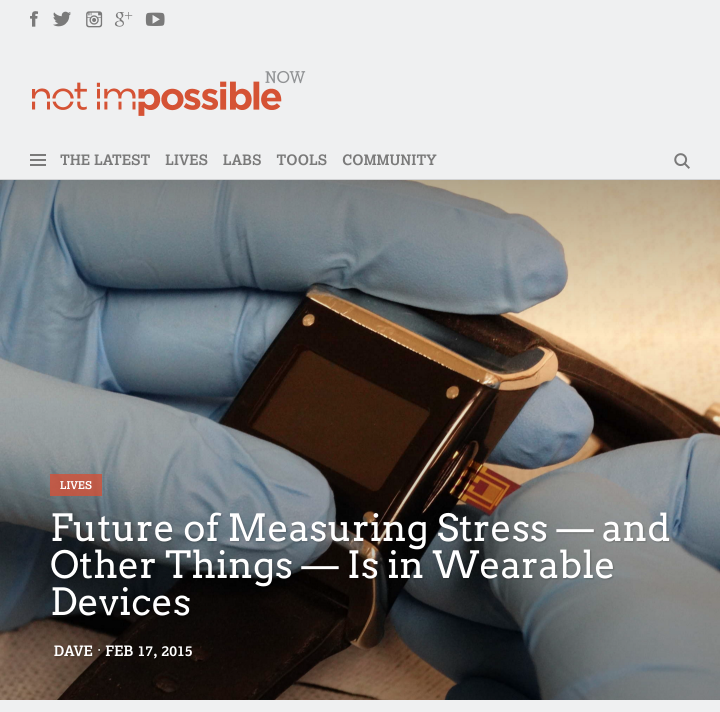 g+
NOW
not impossible
THE LATEST LIVES LABS TOOLS COMMUNITY
LIVES
Future of Measuring Stress — and
Other Things — Is in Wearable
Devices
DAVE · FEB 17, 2015